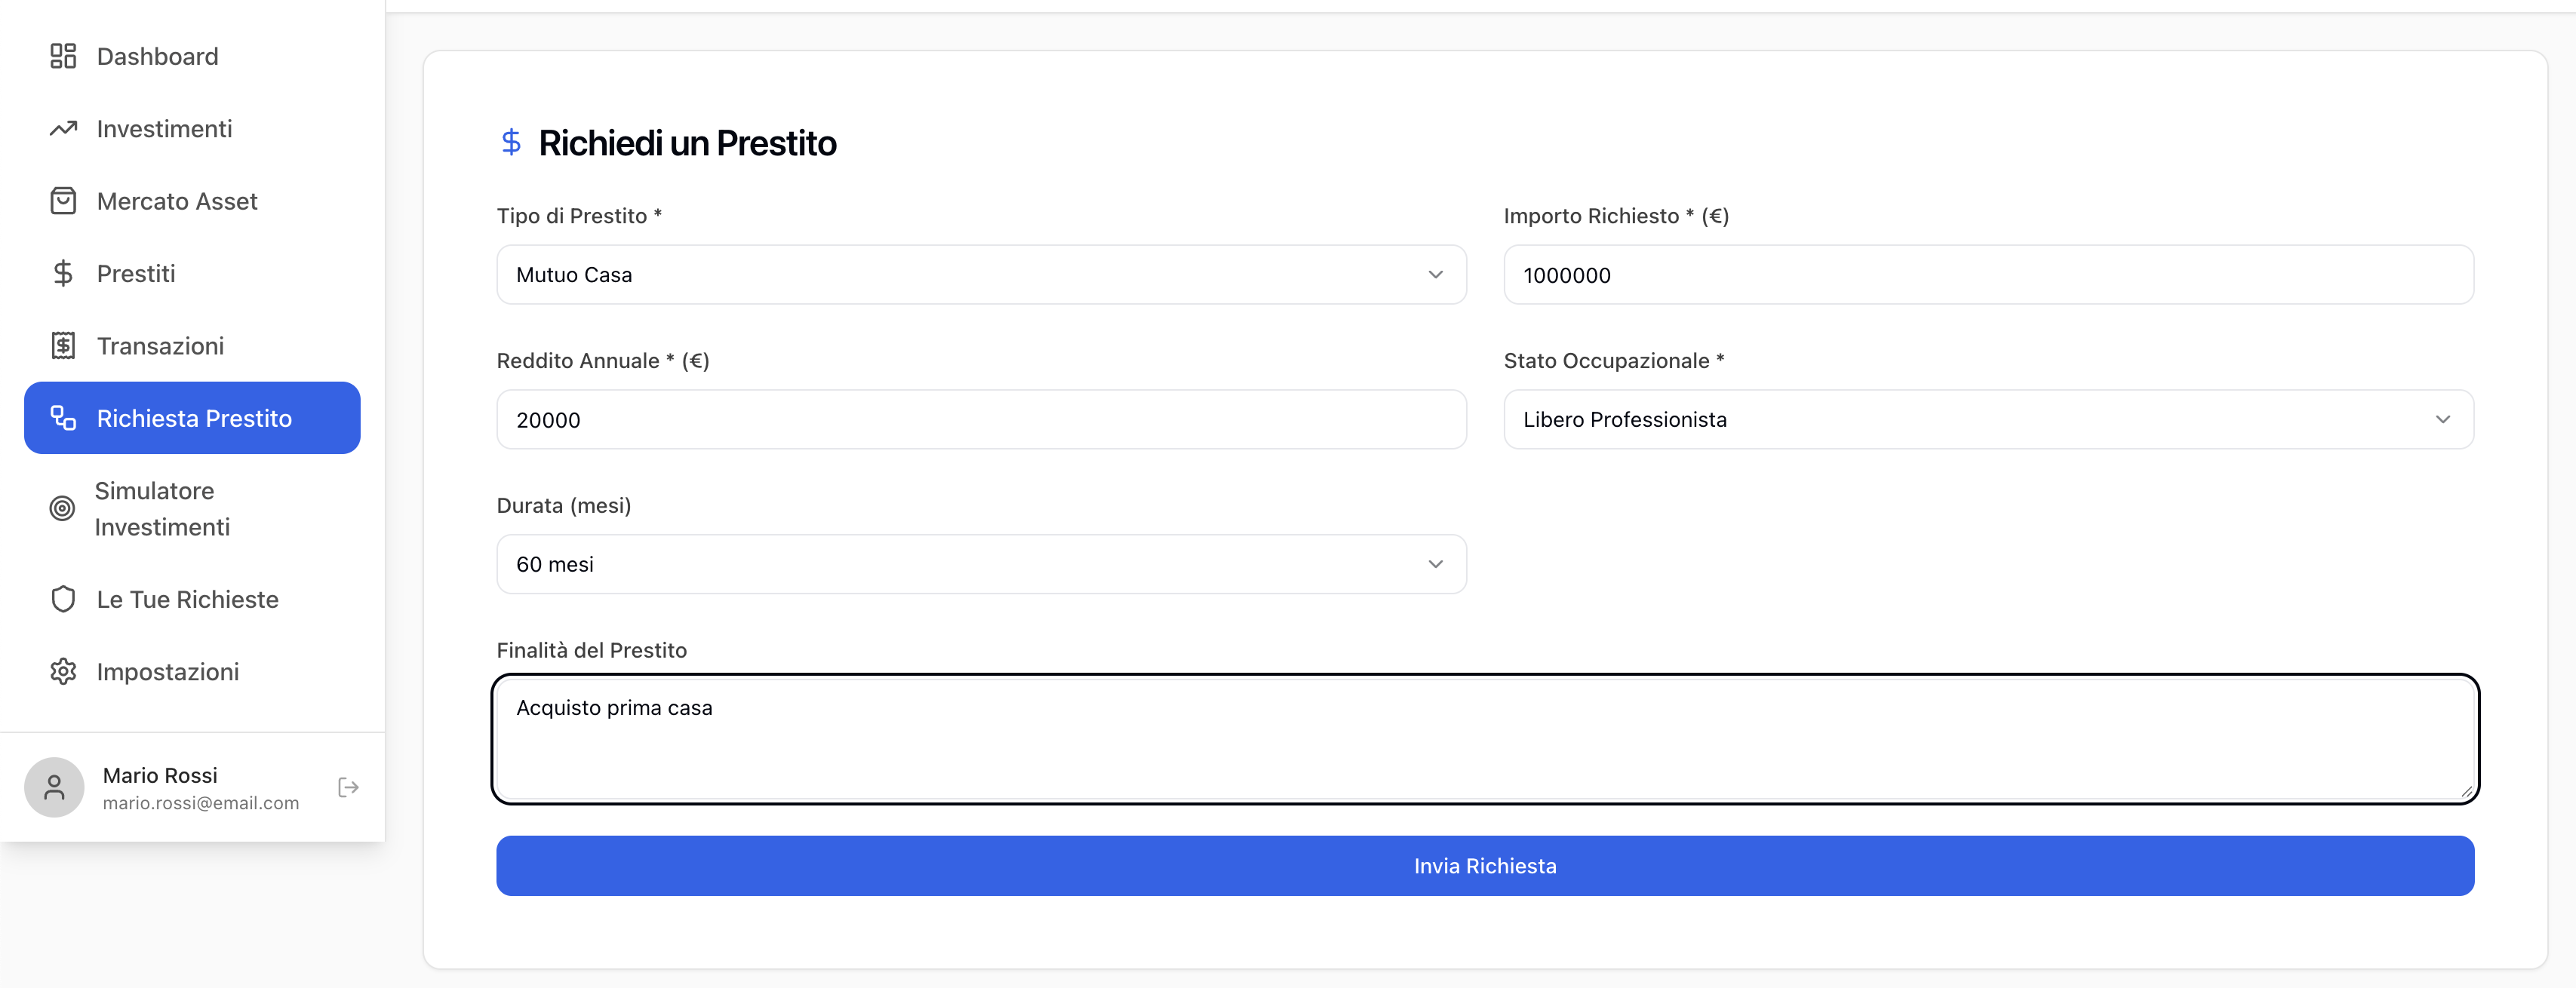 Dashboard
Investimenti
Mercato Asset
Prestiti
Transazioni
Richiesta Prestito
Simulatore
Investimenti
Le Tue Richieste
Impostazioni
Mario Rossi
mario.rossi@email.com
$ Richiedi un Prestito
Tipo di Prestito *
Mutuo Casa
Importo Richiesto * (€)
1000000
Reddito Annuale * (€)
20000
Stato Occupazionale *
Libero Professionista
Durata (mesi)
60 mesi
Finalità del Prestito
Acquisto prima casa
Invia Richiesta